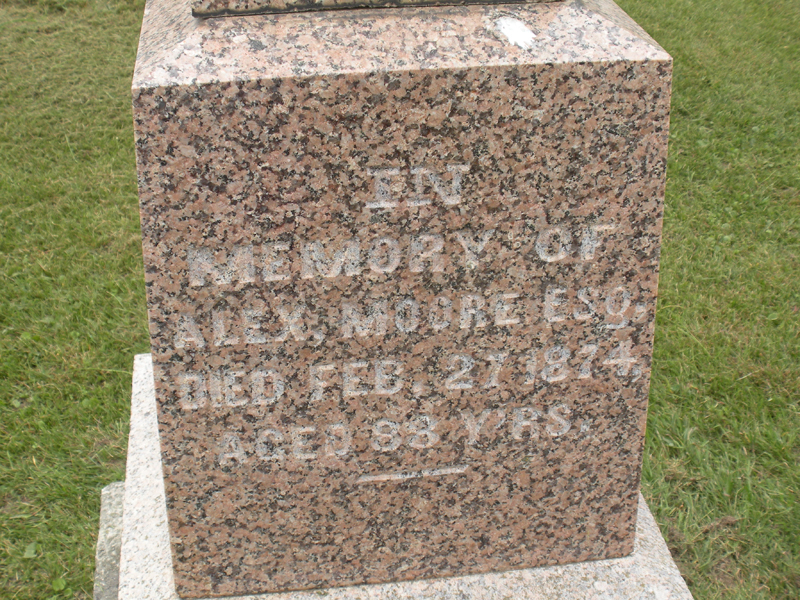 IN
MEMORY OF
ALEX, MOORE ESQ.
DIED FEB. 27, 1874,
AGED 83 Y'RS.